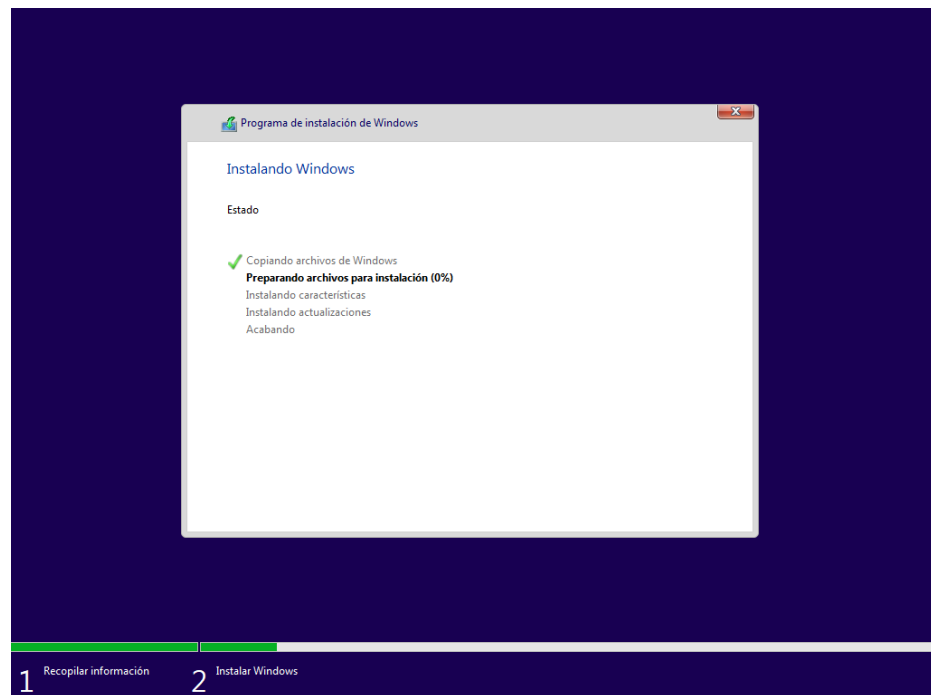 Programa de instalación de Windows
Instalando Windows
Estado
Copiando archivos de Windows
Preparando archivos para instalación (0%)
Instalando características
Instalando actualizaciones
Acabando
1 Recopilar información
2 Instalar Windows